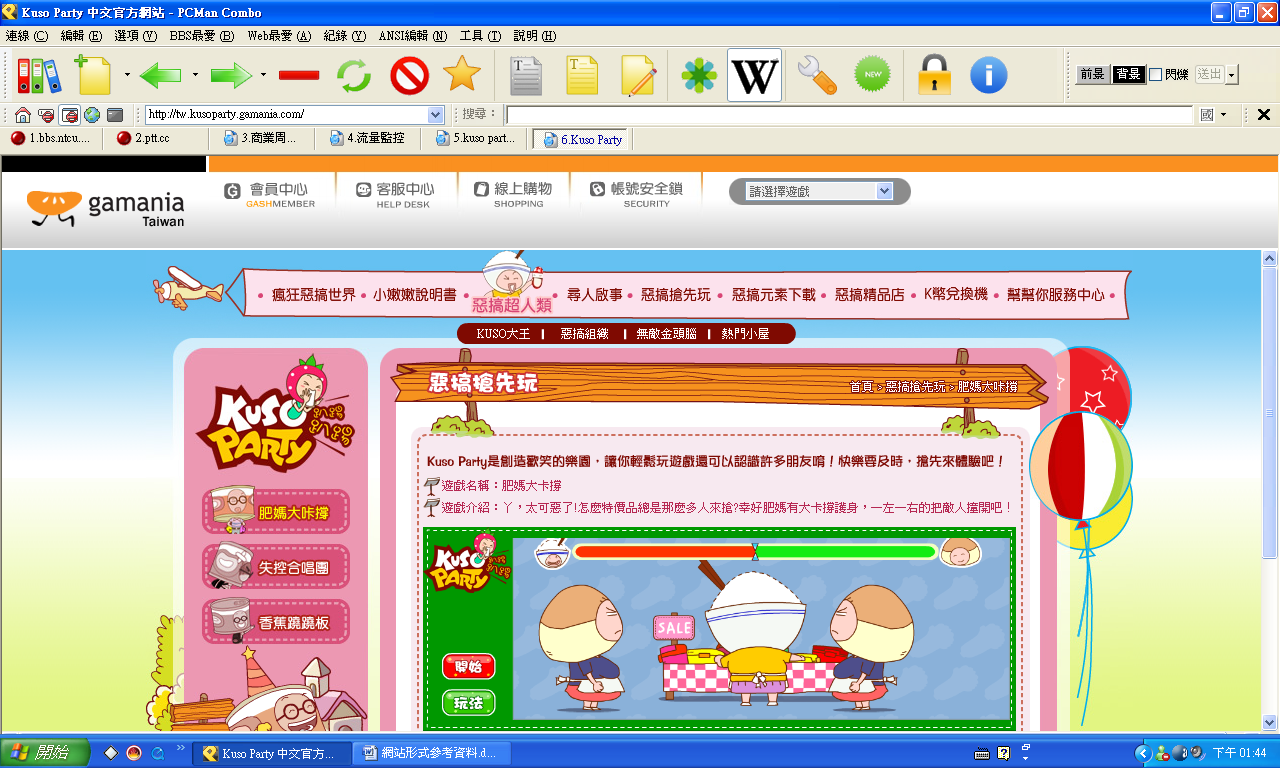 Kuso Party 中文官方網站 - PCMan Combo
連線 (C) 編輯 (E) 選項 (V) BBS最愛 (B) Web最愛 (A) 紀錄 (Y) ANSI編輯 (N) 工具 (T) 說明 (H)
T T W NEW 前景 背景 閃爍 送出
http://tw.kusoparty.gamania.com/ 搜尋： 國
1.bbs.ntcu.... 2.ptt.cc 3.商業周... 4.流量監控 5.kuso part... 6.Kuso Party
gamania Taiwan
會員中心 客服中心 線上購物 帳號安全鎖 請選擇遊戲
GASHMEMBER HELP DESK SHOPPING SECURITY
瘋狂惡搞世界 小嫩嫩說明書 惡搞超人類 尋人啟事 惡搞搶先玩 惡搞元素下載 惡搞精品店 K幣兌換機 幫幫你服務中心
KUSO大王 惡搞組織 無敵金頭腦 熱門小屋
KUSO PARTY 趴踢趴踢
惡搞搶先玩
首頁 > 惡搞搶先玩 > 肥媽大咔撐
Kuso Party是創造歡笑的樂園，讓你輕鬆玩遊戲還可以認識許多朋友唷！快樂要及時，搶先來體驗吧！
遊戲名稱：肥媽大卡撐
遊戲介紹：丫，太可惡了!怎麼特價品總是那麼多人來搶?幸好肥媽有大卡撐護身，一左一右的把敵人撞開吧！
肥媽大咔撐
失控合唱團
香蕉蹺蹺板
KUSO PARTY
SALE
開始
玩法
開始 Kuso Party 中文官方... 網站形式參考資料.d... 下午 01:44